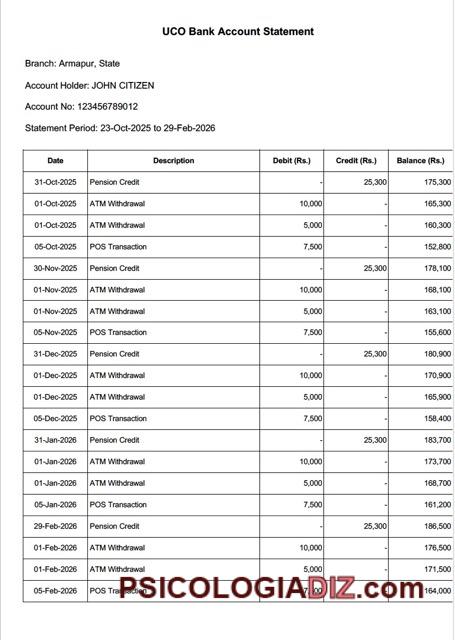 UCO Bank Account Statement
Branch: Armapur, State
Account Holder: JOHN CITIZEN
Account No: 123456789012
Statement Period: 23-Oct-2025 to 29-Feb-2026
Date Description Debit (Rs.) Credit (Rs.) Balance (Rs.)
31-Oct-2025 Pension Credit - 25,300 175,300
01-Oct-2025 ATM Withdrawal 10,000 - 165,300
01-Oct-2025 ATM Withdrawal 5,000 - 160,300
05-Oct-2025 POS Transaction 7,500 - 152,800
30-Nov-2025 Pension Credit - 25,300 178,100
01-Nov-2025 ATM Withdrawal 10,000 - 168,100
01-Nov-2025 ATM Withdrawal 5,000 - 163,100
05-Nov-2025 POS Transaction 7,500 - 155,600
31-Dec-2025 Pension Credit - 25,300 180,900
01-Dec-2025 ATM Withdrawal 10,000 - 170,900
01-Dec-2025 ATM Withdrawal 5,000 - 165,900
05-Dec-2025 POS Transaction 7,500 - 158,400
31-Jan-2026 Pension Credit - 25,300 183,700
01-Jan-2026 ATM Withdrawal 10,000 - 173,700
01-Jan-2026 ATM Withdrawal 5,000 - 168,700
05-Jan-2026 POS Transaction 7,500 - 161,200
29-Feb-2026 Pension Credit - 25,300 186,500
01-Feb-2026 ATM Withdrawal 10,000 - 176,500
01-Feb-2026 ATM Withdrawal 5,000 - 171,500
05-Feb-2026 POS 164,000
PSICOLOGIADIZ.com